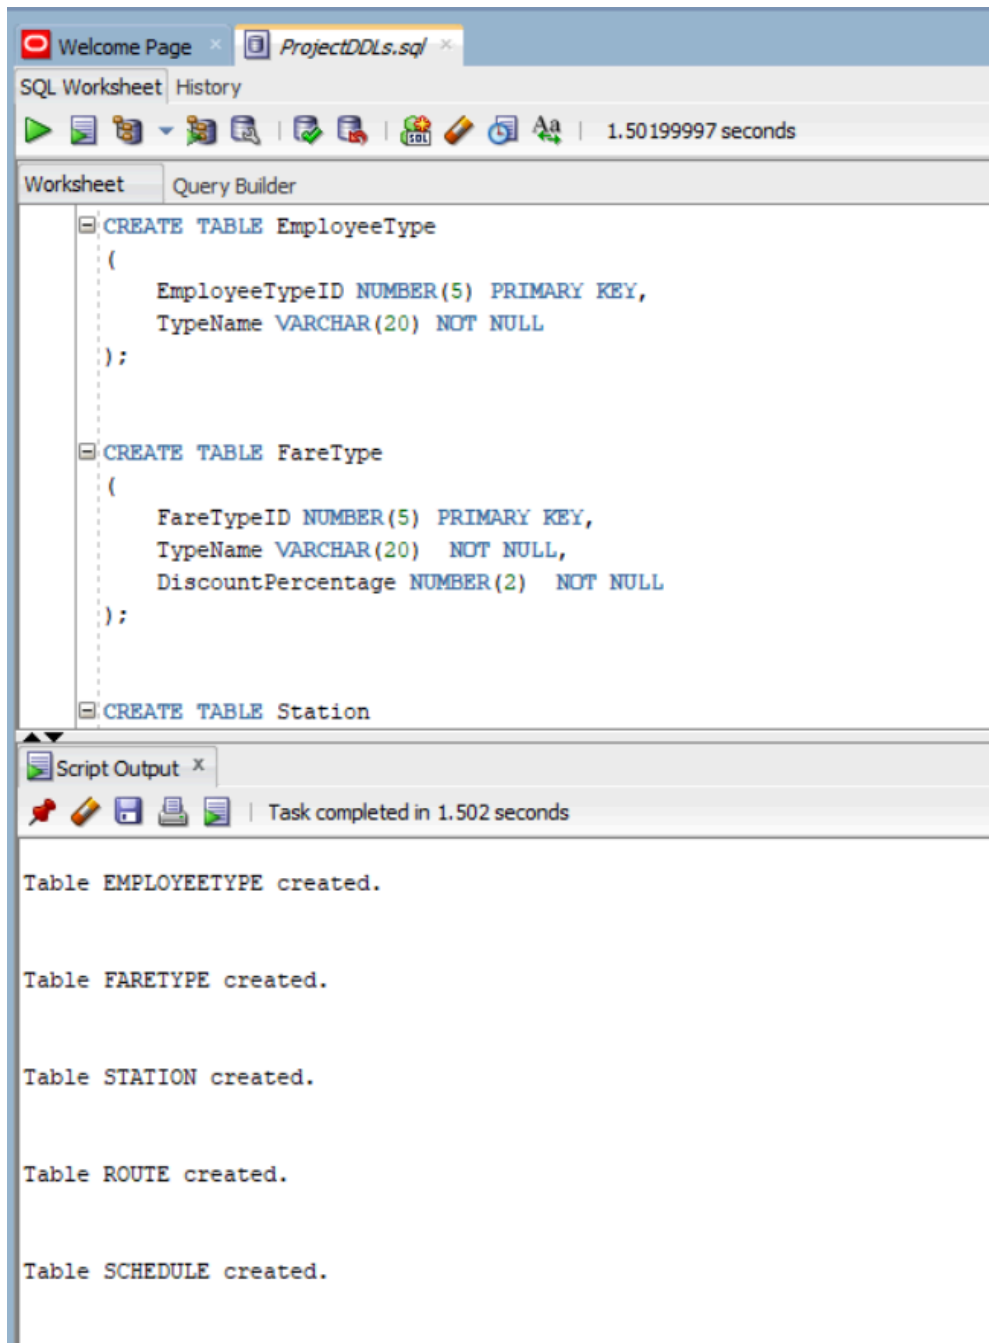 Welcome Page
ProjectDDLs.sql
SQL Worksheet History
SQL
Aa
1.50199997 seconds
Worksheet
Query Builder
CREATE TABLE EmployeeType
(
EmployeeTypeID NUMBER(5) PRIMARY KEY,
TypeName VARCHAR(20) NOT NULL
);
CREATE TABLE FareType
(
FareTypeID NUMBER(5) PRIMARY KEY,
TypeName VARCHAR(20)  NOT NULL,
DiscountPercentage NUMBER(2)  NOT NULL
);
CREATE TABLE Station
Script Output x
Task completed in 1.502 seconds
Table EMPLOYEETYPE created.
Table FARETYPE created.
Table STATION created.
Table ROUTE created.
Table SCHEDULE created.